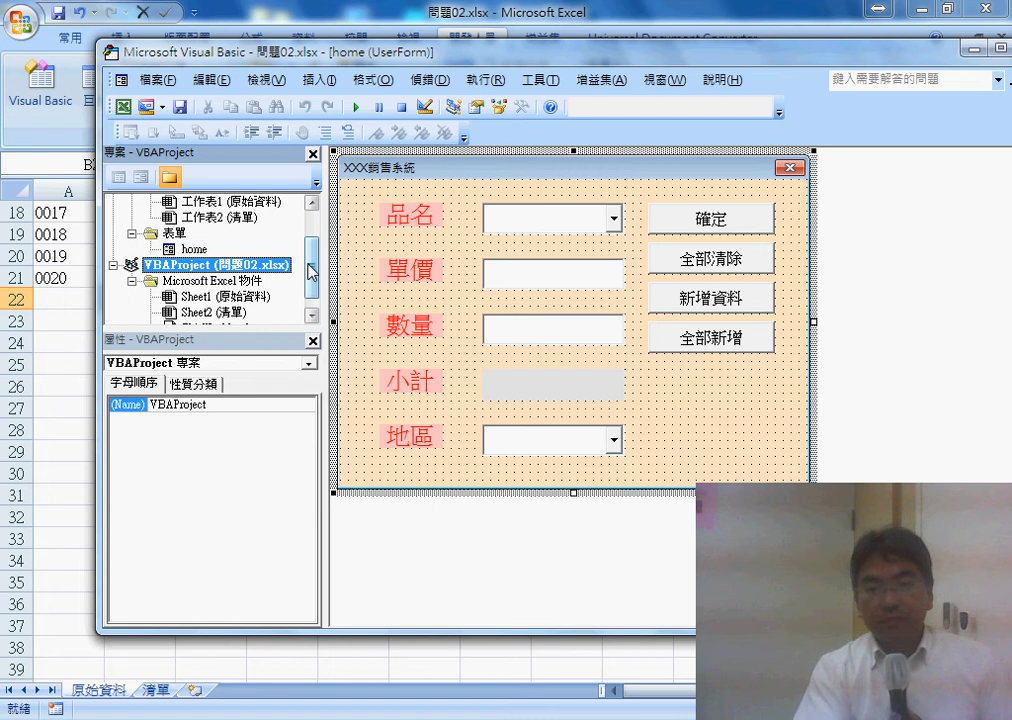 問題02.xlsx - Microsoft Excel
常用
Visual Basic
Microsoft Visual Basic - 問題02.xlsx - [home (UserForm)]
檔案(F) 編輯(E) 檢視(V) 插入(I) 格式(O) 偵錯(D) 執行(R) 工具(T) 增益集(A) 視窗(W) 說明(H)
鍵入需要解答的問題
專案 - VBAProject
工作表1 (原始資料)
工作表2 (清單)
表單
home
VBAProject (問題02.xlsx)
Microsoft Excel 物件
Sheet1 (原始資料)
Sheet2 (清單)
屬性 - VBAProject
VBAProject 專案
字母順序 性質分類
(Name) VBAProject
XXX銷售系統
品名
單價
數量
小計
地區
確定
全部清除
新增資料
全部新增
A
18 0017
19 0018
20 0019
21 0020
22
23
24
25
26
27
28
29
30
31
32
33
34
35
36
37
38
39
原始資料 清單
就緒